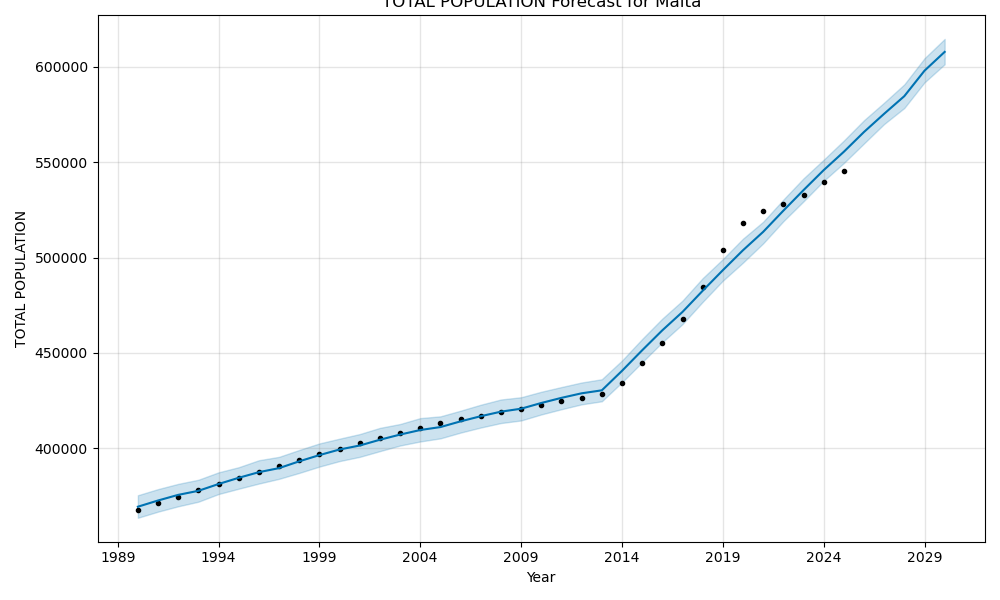 TOTAL POPULATION Forecast for Malta
TOTAL POPULATION
600000
550000
500000
450000
400000
1989 1994 1999 2004 2009 2014 2019 2024 2029
Year